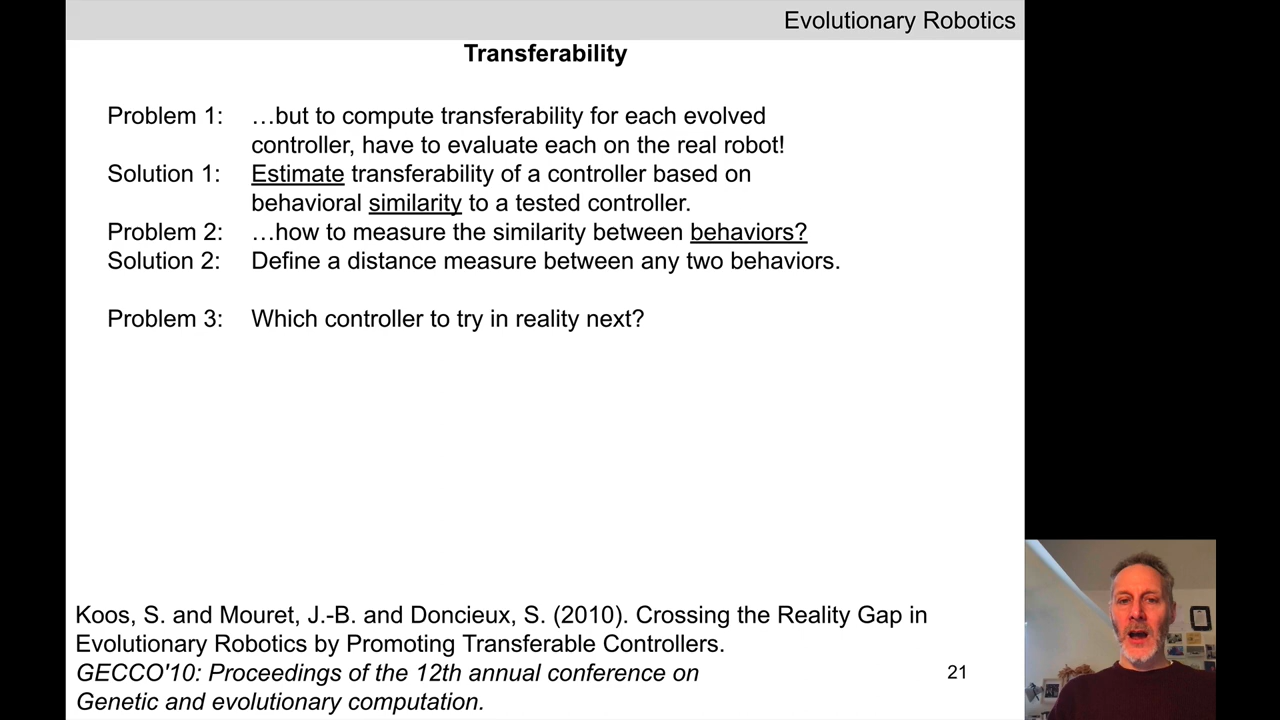 Evolutionary Robotics
Transferability
Problem 1: …but to compute transferability for each evolved
controller, have to evaluate each on the real robot!
Solution 1: Estimate transferability of a controller based on
behavioral similarity to a tested controller.
Problem 2: …how to measure the similarity between behaviors?
Solution 2: Define a distance measure between any two behaviors.
Problem 3: Which controller to try in reality next?
Koos, S. and Mouret, J.-B. and Doncieux, S. (2010). Crossing the Reality Gap in
Evolutionary Robotics by Promoting Transferable Controllers.
GECCO'10: Proceedings of the 12th annual conference on
Genetic and evolutionary computation.
21